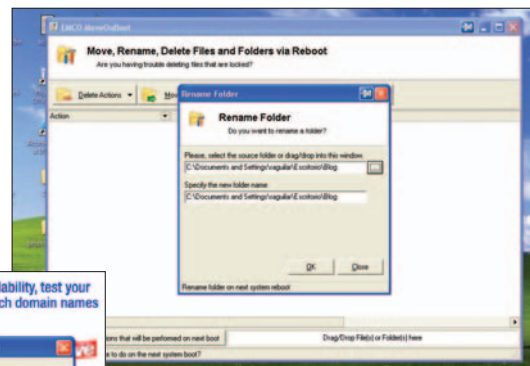 EMCO MoveOnBoot
Move, Rename, Delete Files and Folders via Reboot
Are you having trouble deleting files that are locked?
Delete Actions
Action
Rename Folder
Rename Folder
Do you want to rename a folder?
Please, select the source folder or drag/drop into this window
C:\Documents and Settings\vaguilar\Escritorio\Blog
...
Specify the new folder name
C:\Documents and Settings\vaguilar\Escritorio\Blog
OK
Close
Rename folder on next system reboot
ions that will be performed on next boot
Drag/Drop File(s) or Folder(s) here
e to do on the next system boot?
lability, test your
ch domain names